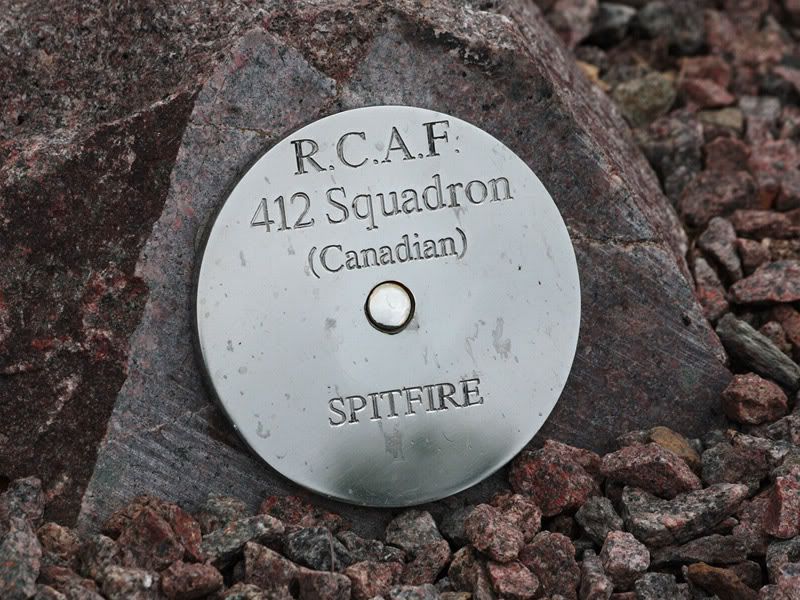 R.C.A.F.
412 Squadron
(Canadian)
SPITFIRE